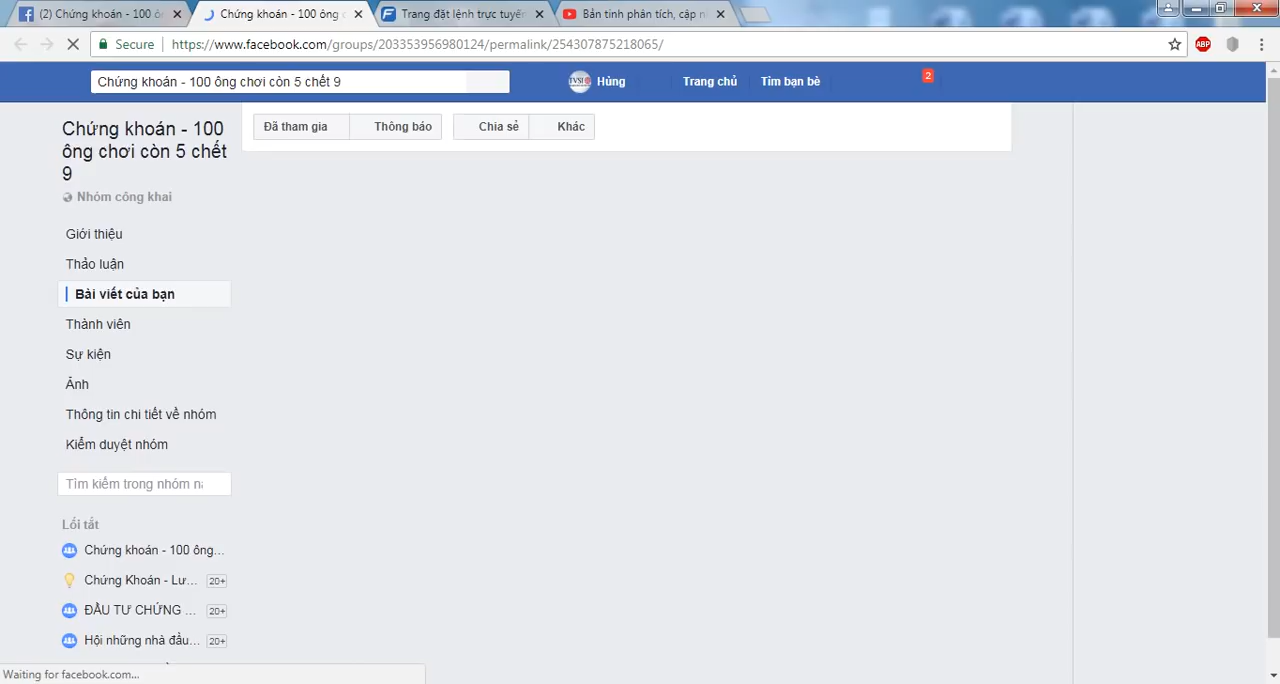 (2) Chứng khoán - 100 ô
Chứng khoán - 100 ông c
Trang đặt lệnh trực tuyến
Bản tinh phân tích, cập n
Secure
https://www.facebook.com/groups/203353956980124/permalink/254307875218065/
ABP
Chứng khoán - 100 ông chơi còn 5 chết 9
Hùng
Trang chủ
Tìm bạn bè
2
Chứng khoán - 100
ông chơi còn 5 chết
9
Nhóm công khai
Đã tham gia
Thông báo
Chia sẻ
Khác
Giới thiệu
Thảo luận
Bài viết của bạn
Thành viên
Sự kiện
Ảnh
Thông tin chi tiết về nhóm
Kiểm duyệt nhóm
Tìm kiếm trong nhóm nà
Lối tắt
Chứng khoán - 100 ông...
Chứng Khoán - Lư... 20+
ĐẦU TƯ CHỨNG ... 20+
Hội những nhà đầu... 20+
Waiting for facebook.com...